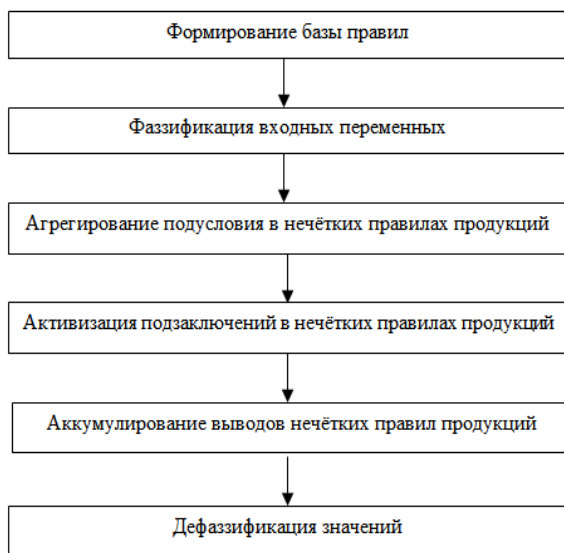 Формирование базы правил
Фаззификация входных переменных
Агрегирование подусловия в нечётких правилах продукций
Активизация подзаключений в нечётких правилах продукций
Аккумулирование выводов нечётких правил продукций
Дефаззификация значений